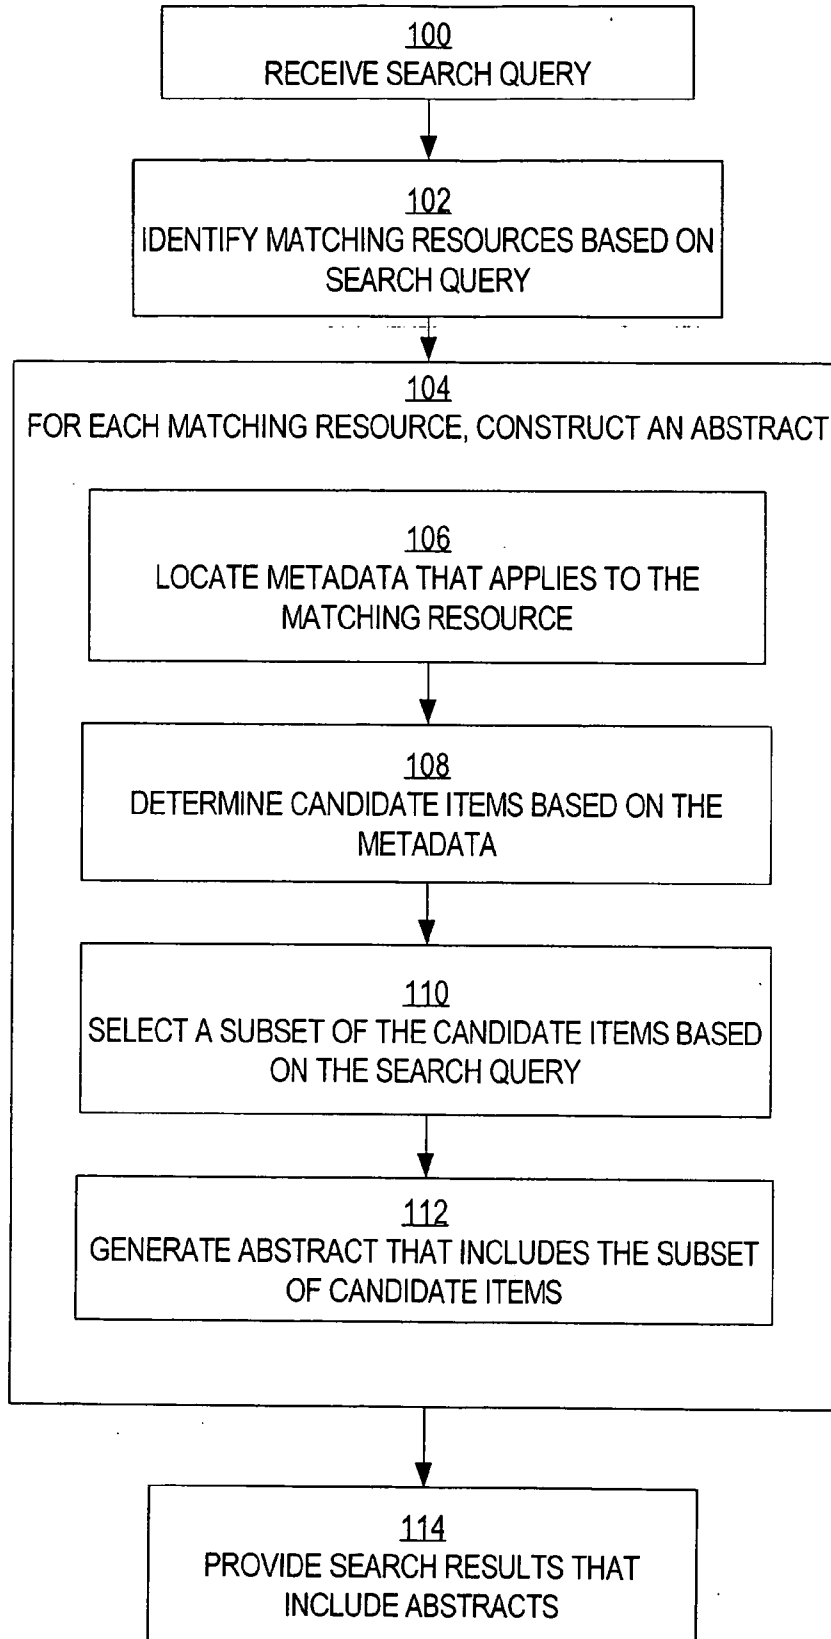 100
RECEIVE SEARCH QUERY
102
IDENTIFY MATCHING RESOURCES BASED ON
SEARCH QUERY
104
FOR EACH MATCHING RESOURCE, CONSTRUCT AN ABSTRACT
106
LOCATE METADATA THAT APPLIES TO THE
MATCHING RESOURCE
108
DETERMINE CANDIDATE ITEMS BASED ON THE
METADATA
110
SELECT A SUBSET OF THE CANDIDATE ITEMS BASED
ON THE SEARCH QUERY
112
GENERATE ABSTRACT THAT INCLUDES THE SUBSET
OF CANDIDATE ITEMS
114
PROVIDE SEARCH RESULTS THAT
INCLUDE ABSTRACTS